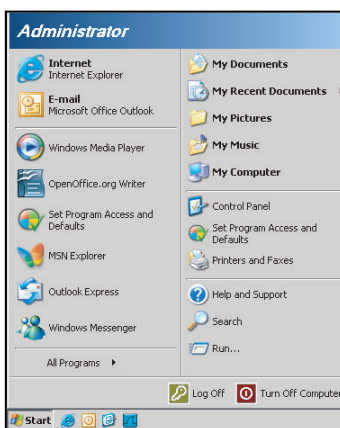 Administrator
Internet
Internet Explorer
E-mail
Microsoft Office Outlook
Windows Media Player
OpenOffice.org Writer
Set Program Access and
Defaults
MSN Explorer
Outlook Express
Windows Messenger
All Programs
My Documents
My Recent Documents
My Pictures
My Music
My Computer
Control Panel
Set Program Access and
Defaults
Printers and Faxes
Help and Support
Search
Run...
Log Off
Turn Off Computer
Start